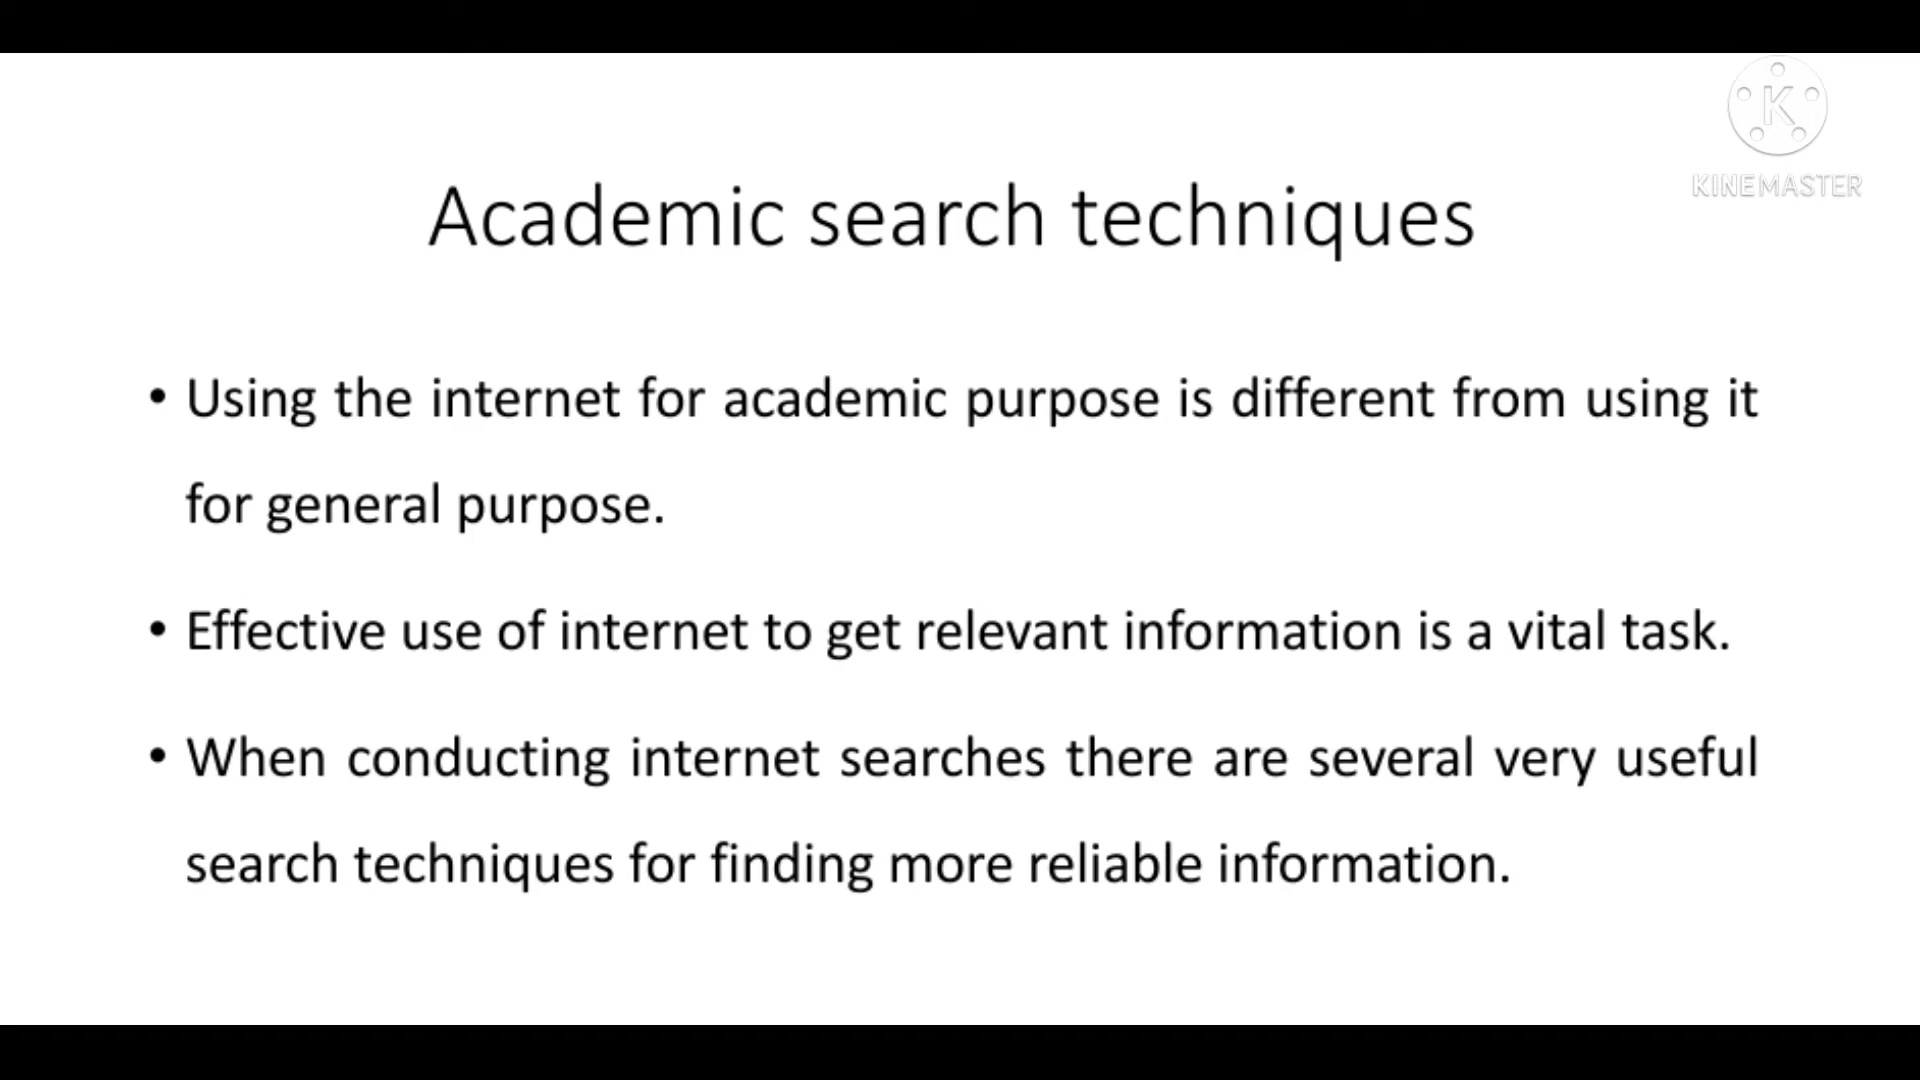 K
KINEMASTER
Academic search techniques
• Using the internet for academic purpose is different from using it
for general purpose.
• Effective use of internet to get relevant information is a vital task.
• When conducting internet searches there are several very useful
search techniques for finding more reliable information.